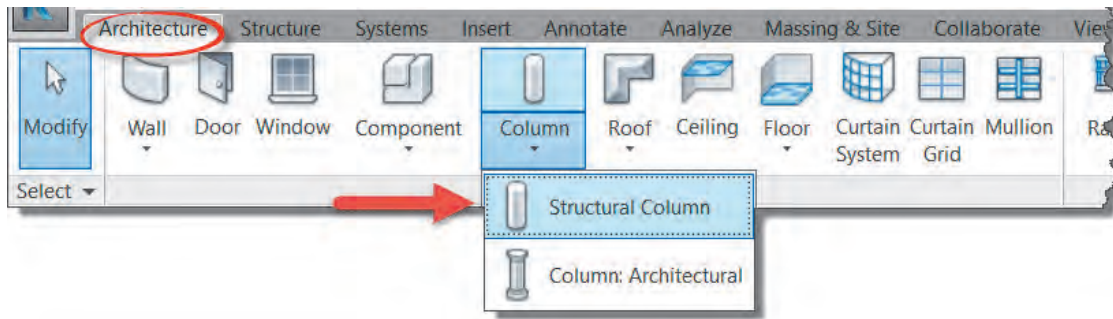 Architecture Structure Systems Insert Annotate Analyze Massing & Site Collaborate
Modify Wall Door Window Component Column Roof Ceiling Floor Curtain System Curtain Grid Mullion
Select
Structural Column
Column: Architectural